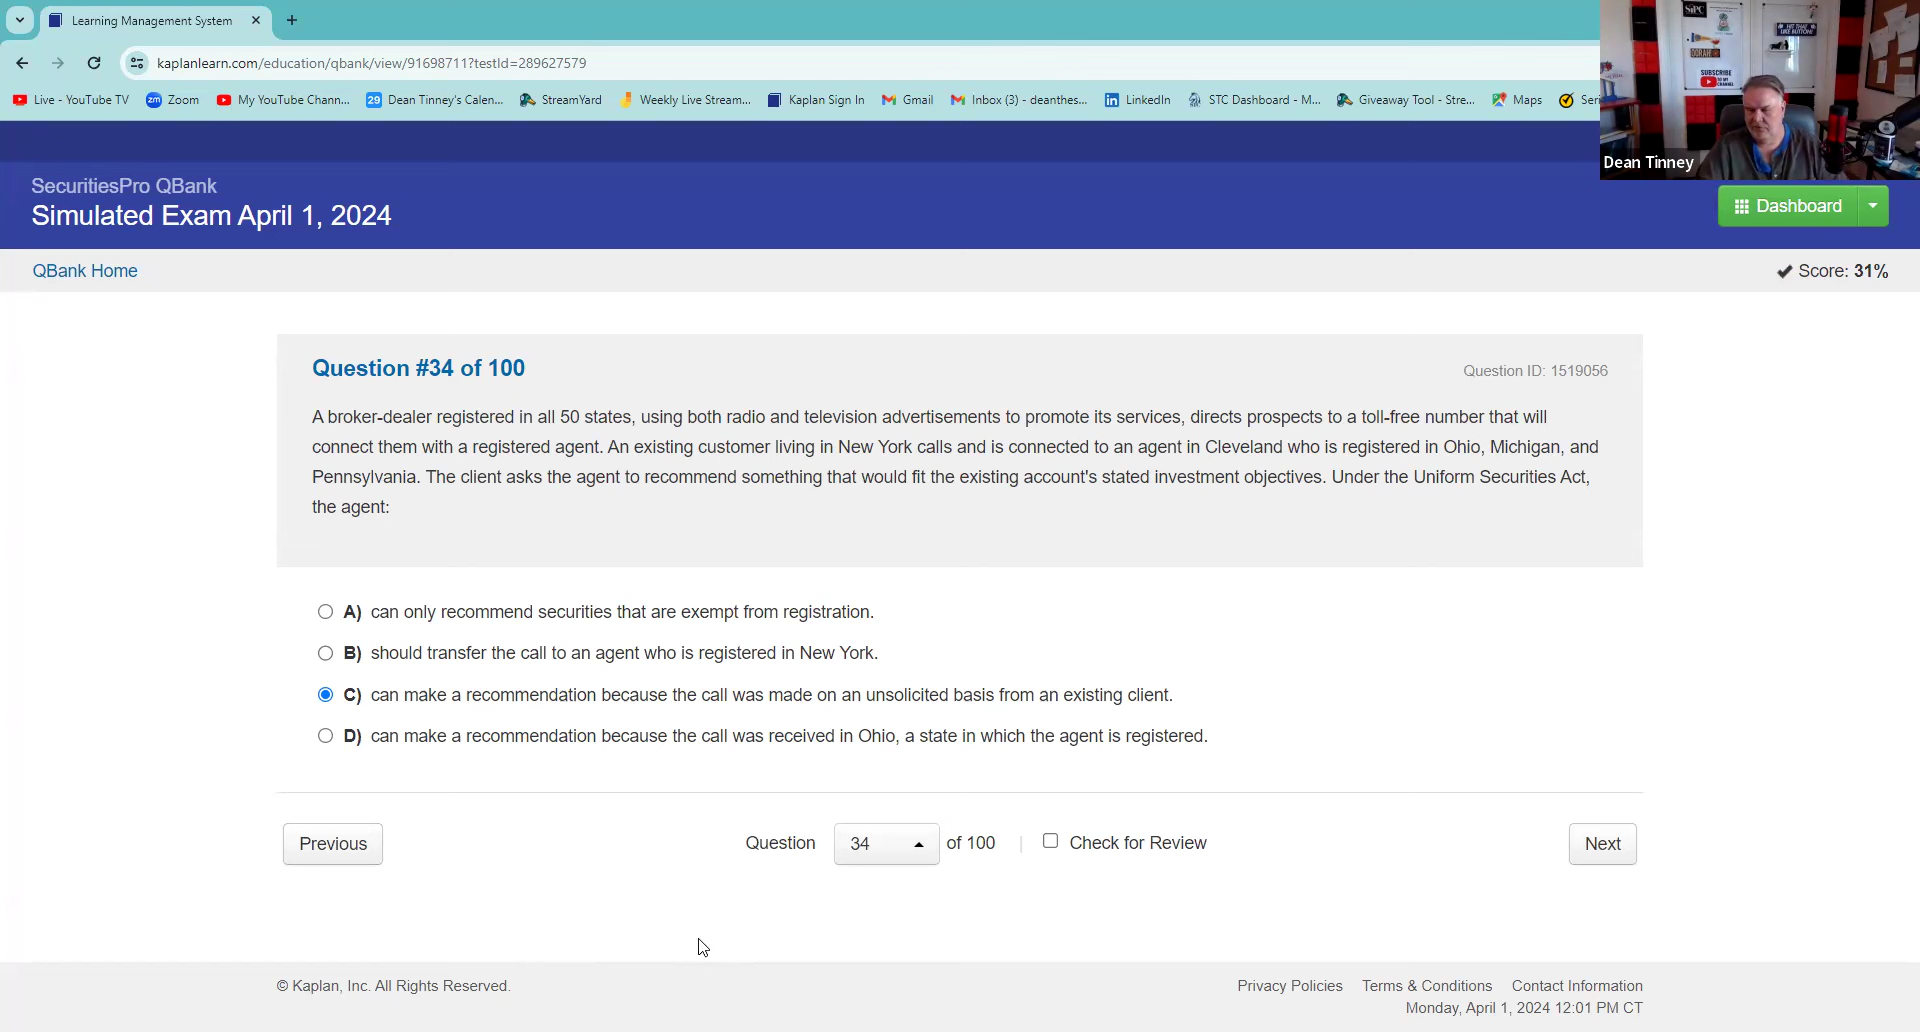 Learning Management System
kaplanlearn.com/education/qbank/view/91698711?testId=289627579
Live - YouTube TV
zm
Zoom
My YouTube Chann...
29
Dean Tinney's Calen...
StreamYard
Weekly Live Stream...
Kaplan Sign In
Gmail
Inbox (3) - deanthes...
in
LinkedIn
STC Dashboard - M...
Giveaway Tool - Stre...
Maps
Seri
SIPC
HIT THAT
LIKE BUTTON!
SUBSCRIBE
Dean Tinney
SecuritiesPro QBank
Simulated Exam April 1, 2024
Dashboard
QBank Home
Score: 31%
Question #34 of 100
Question ID: 1519056
A broker-dealer registered in all 50 states, using both radio and television advertisements to promote its services, directs prospects to a toll-free number that will
connect them with a registered agent. An existing customer living in New York calls and is connected to an agent in Cleveland who is registered in Ohio, Michigan, and
Pennsylvania. The client asks the agent to recommend something that would fit the existing account's stated investment objectives. Under the Uniform Securities Act,
the agent:
A) can only recommend securities that are exempt from registration.
B) should transfer the call to an agent who is registered in New York.
C) can make a recommendation because the call was made on an unsolicited basis from an existing client.
D) can make a recommendation because the call was received in Ohio, a state in which the agent is registered.
Previous
Question 34 of 100 | Check for Review
Next
© Kaplan, Inc. All Rights Reserved.
Privacy Policies Terms & Conditions Contact Information
Monday, April 1, 2024 12:01 PM CT